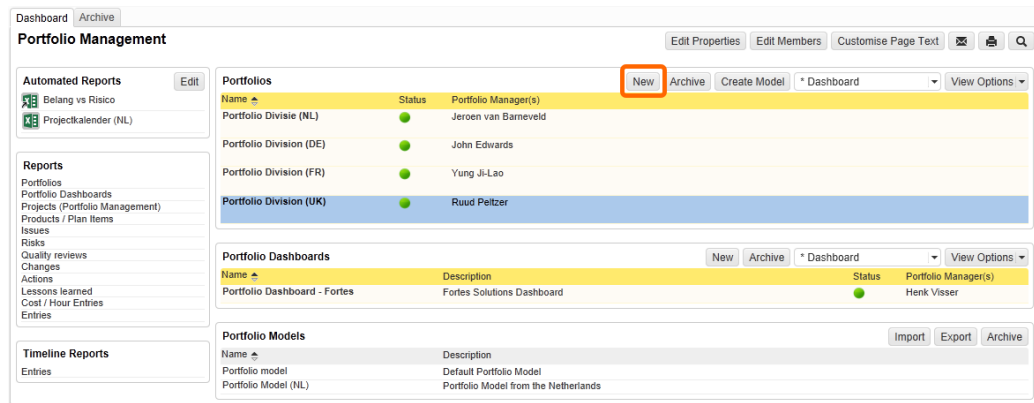 Dashboard Archive
Portfolio Management
Edit Properties Edit Members Customise Page Text
Automated Reports Edit
Belang vs Risico
Projectkalender (NL)
Reports
Portfolios
Portfolio Dashboards
Projects (Portfolio Management)
Products / Plan Items
Issues
Risks
Quality reviews
Changes
Actions
Lessons learned
Cost / Hour Entries
Entries
Timeline Reports
Entries
Portfolios New Archive Create Model * Dashboard View Options
Name Status Portfolio Manager(s)
Portfolio Divisie (NL) Jeroen van Barneveld
Portfolio Division (DE) John Edwards
Portfolio Division (FR) Yung Ji-Lao
Portfolio Division (UK) Ruud Peltzer
Portfolio Dashboards New Archive * Dashboard View Options
Name Description Status Portfolio Manager(s)
Portfolio Dashboard - Fortes Fortes Solutions Dashboard Henk Visser
Portfolio Models Import Export Archive
Name Description
Portfolio model Default Portfolio Model
Portfolio Model (NL) Portfolio Model from the Netherlands